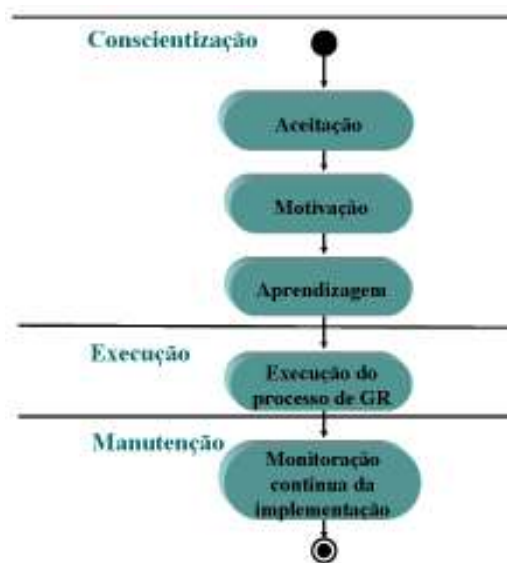 Conscientização
Aceitação
Motivação
Aprendizagem
Execução
Execução do
processo de GR
Manutenção
Monitoração
contínua da
implementação